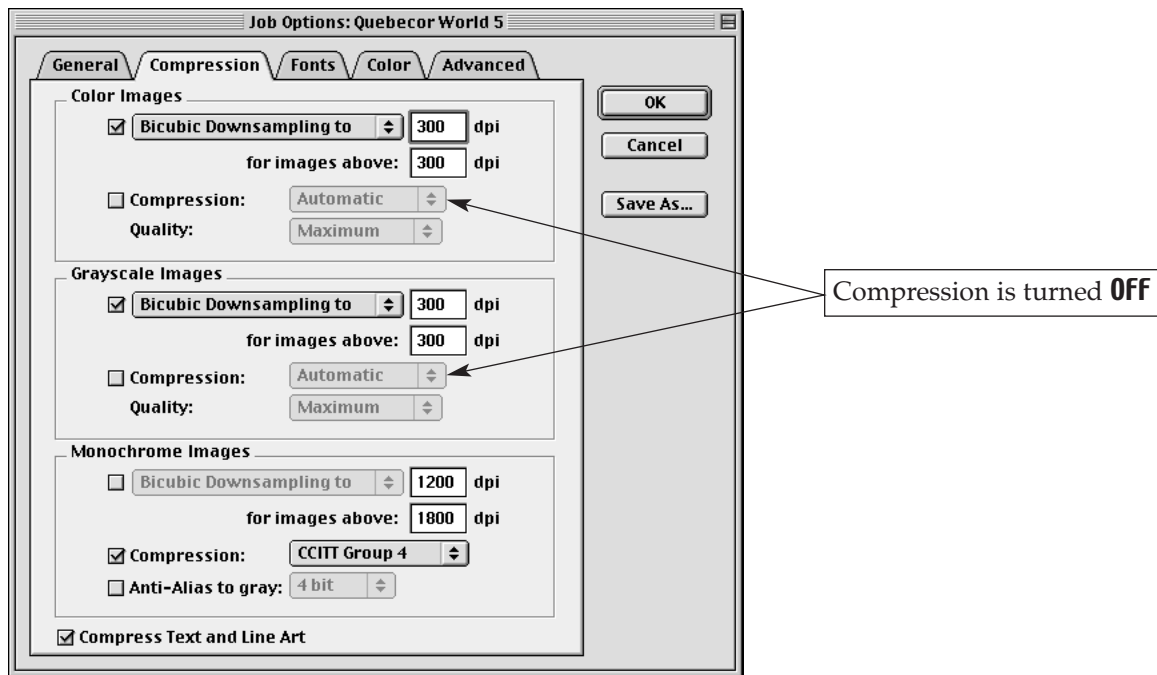 Job Options: Quebecor World 5
General Compression Fonts Color Advanced
Color Images
Bicubic Downsampling to 300 dpi
for images above: 300 dpi
Compression: Automatic
Quality: Maximum
Grayscale Images
Bicubic Downsampling to 300 dpi
for images above: 300 dpi
Compression: Automatic
Quality: Maximum
Monochrome Images
Bicubic Downsampling to 1200 dpi
for images above: 1800 dpi
Compression: CCITT Group 4
Anti-Alias to gray: 4 bit
Compress Text and Line Art
OK
Cancel
Save As...
Compression is turned OFF